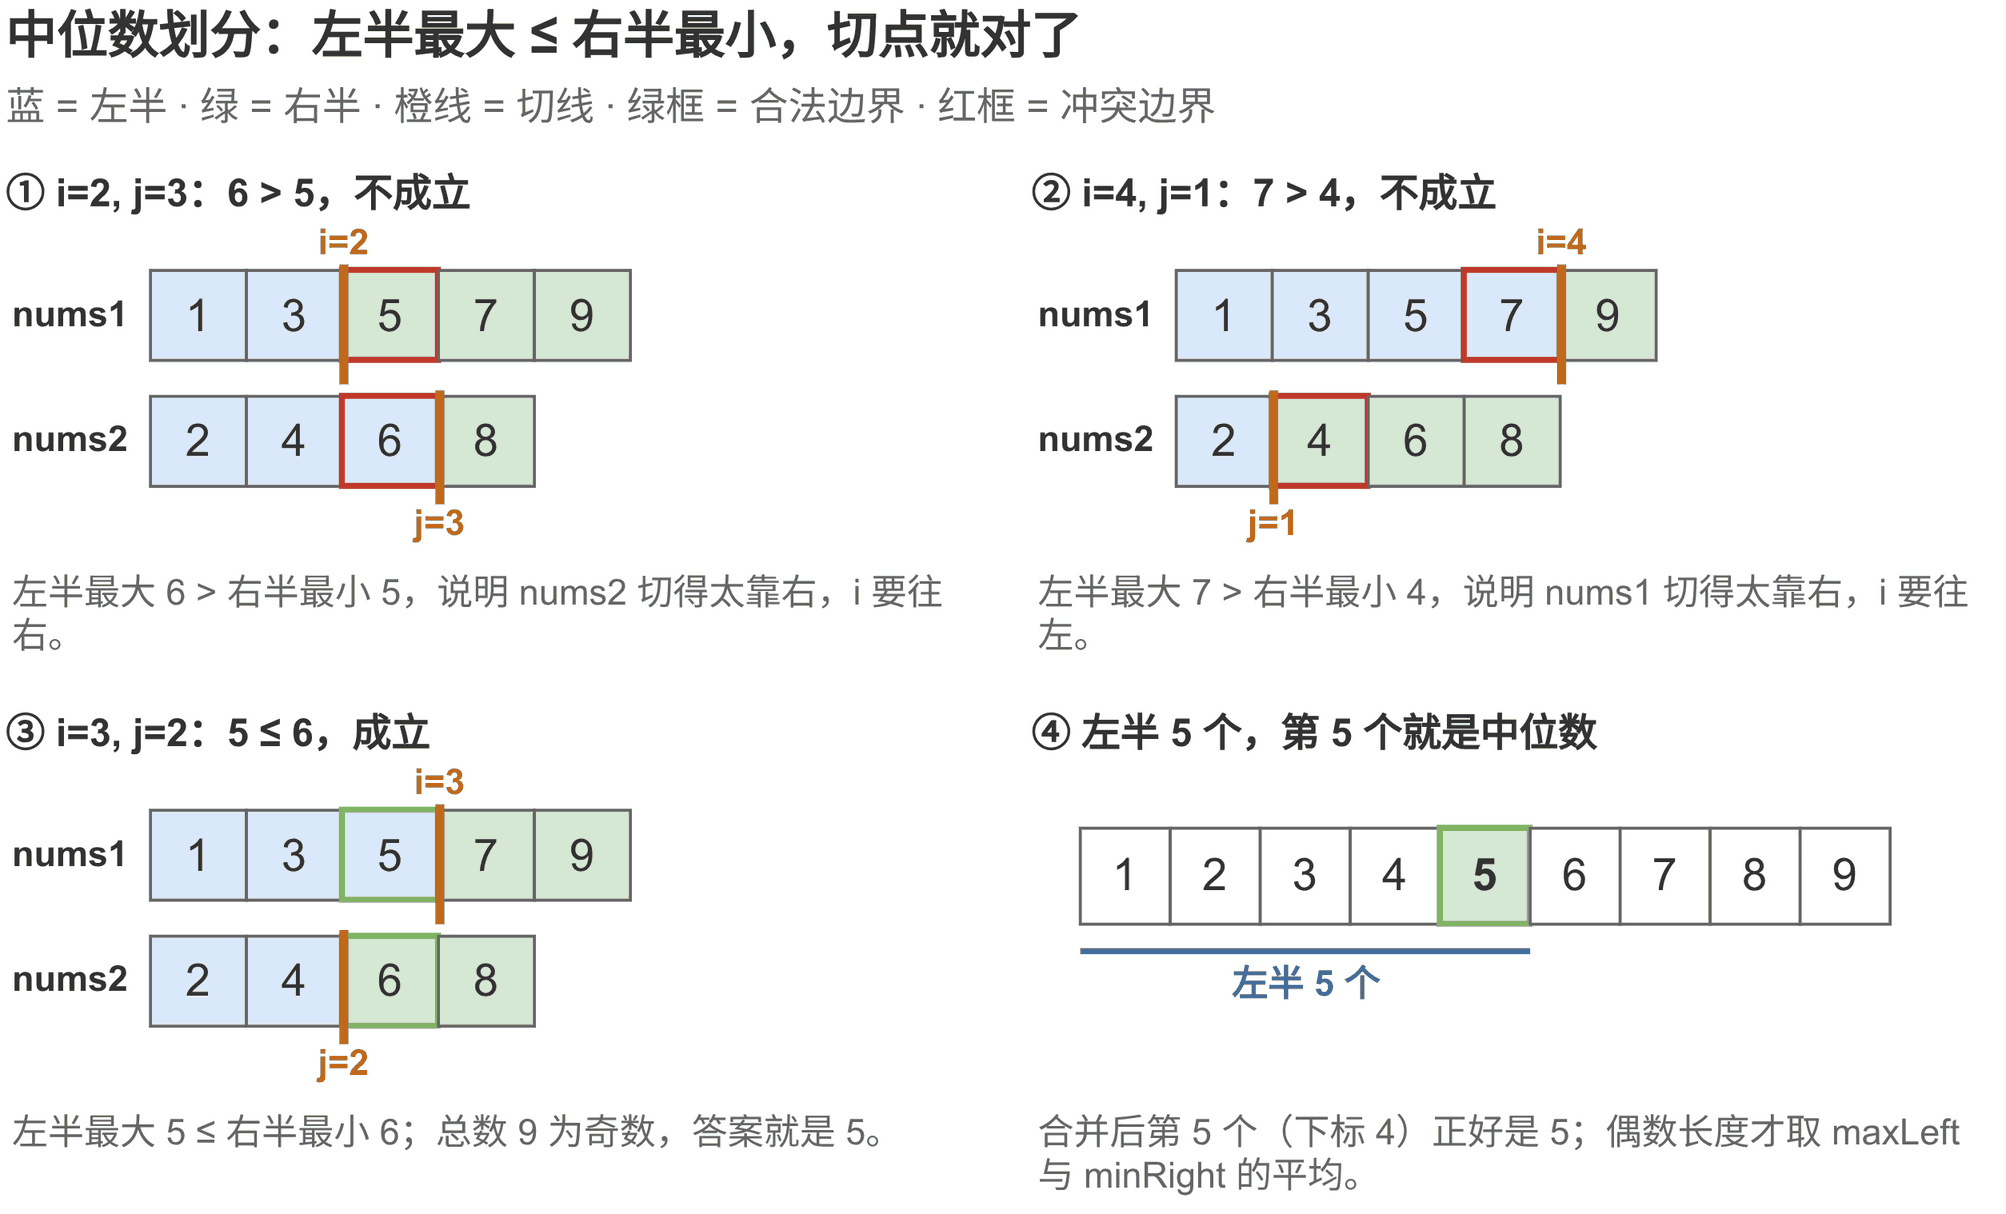 中位数划分：左半最大 ≤ 右半最小，切点就对了
蓝 = 左半 · 绿 = 右半 · 橙线 = 切线 · 绿框 = 合法边界 · 红框 = 冲突边界
① i=2, j=3：6 > 5，不成立
i=2
nums1 1 3 5 7 9
nums2 2 4 6 8
j=3
左半最大 6 > 右半最小 5，说明 nums2 切得太靠右，i 要往
右。
② i=4, j=1：7 > 4，不成立
i=4
nums1 1 3 5 7 9
nums2 2 4 6 8
j=1
左半最大 7 > 右半最小 4，说明 nums1 切得太靠右，i 要往
左。
③ i=3, j=2：5 ≤ 6，成立
i=3
nums1 1 3 5 7 9
nums2 2 4 6 8
j=2
左半最大 5 ≤ 右半最小 6；总数 9 为奇数，答案就是 5。
④ 左半 5 个，第 5 个就是中位数
1 2 3 4 5 6 7 8 9
左半 5 个
合并后第 5 个（下标 4）正好是 5；偶数长度才取 maxLeft
与 minRight 的平均。